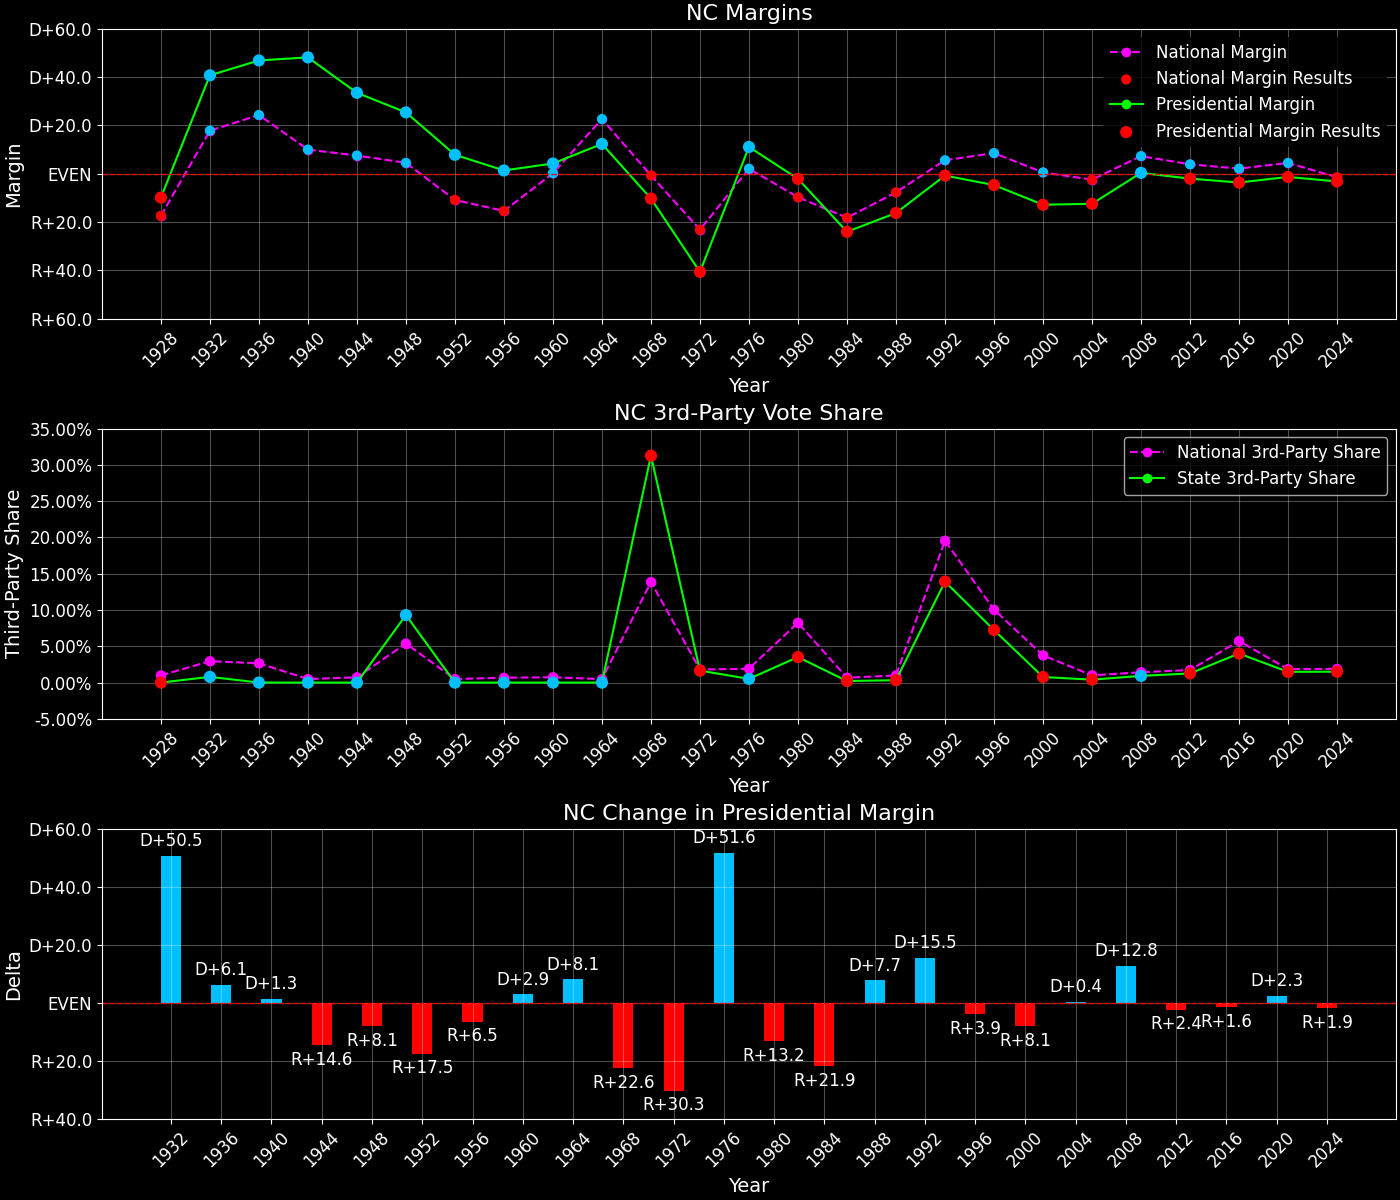 NC Margins
D+60.0
D+40.0
D+20.0
EVEN
R+20.0
R+40.0
R+60.0
Margin
National Margin
National Margin Results
Presidential Margin
Presidential Margin Results
1928 1932 1936 1940 1944 1948 1952 1956 1960 1964 1968 1972 1976 1980 1984 1988 1992 1996 2000 2004 2008 2012 2016 2020 2024
Year
NC 3rd-Party Vote Share
35.00%
30.00%
25.00%
20.00%
15.00%
10.00%
5.00%
0.00%
-5.00%
Third-Party Share
National 3rd-Party Share
State 3rd-Party Share
1928 1932 1936 1940 1944 1948 1952 1956 1960 1964 1968 1972 1976 1980 1984 1988 1992 1996 2000 2004 2008 2012 2016 2020 2024
Year
NC Change in Presidential Margin
D+60.0
D+40.0
D+20.0
EVEN
R+20.0
R+40.0
Delta
D+50.5
D+6.1
D+1.3
R+14.6
R+8.1
R+17.5
R+6.5
D+2.9
D+8.1
R+22.6
R+30.3
D+51.6
R+13.2
R+21.9
D+7.7
D+15.5
R+3.9
R+8.1
D+0.4
D+12.8
R+2.4
R+1.6
D+2.3
R+1.9
1932 1936 1940 1944 1948 1952 1956 1960 1964 1968 1972 1976 1980 1984 1988 1992 1996 2000 2004 2008 2012 2016 2020 2024
Year